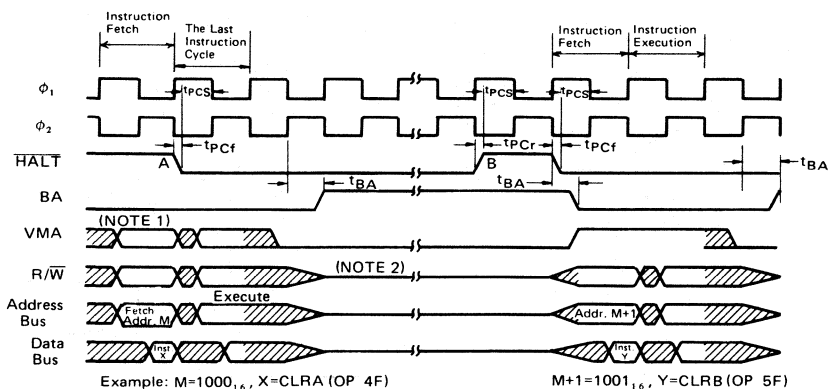 Instruction Fetch
The Last Instruction Cycle
Instruction Fetch
Instruction Execution
ϕ1
tPCS
tPCS
tPCS
ϕ2
tPCf
tPCr
tPCf
HALT
A
B
tBA
tBA
tBA
BA
(NOTE 1)
VMA
R/W
(NOTE 2)
Execute
Address Bus
Fetch Addr. M
Addr. M+1
Data Bus
Inst X
Inst Y
Example: M=1000₁₆, X=CLRA (OP 4F)
M+1=1001₁₆, Y=CLRB (OP 5F)